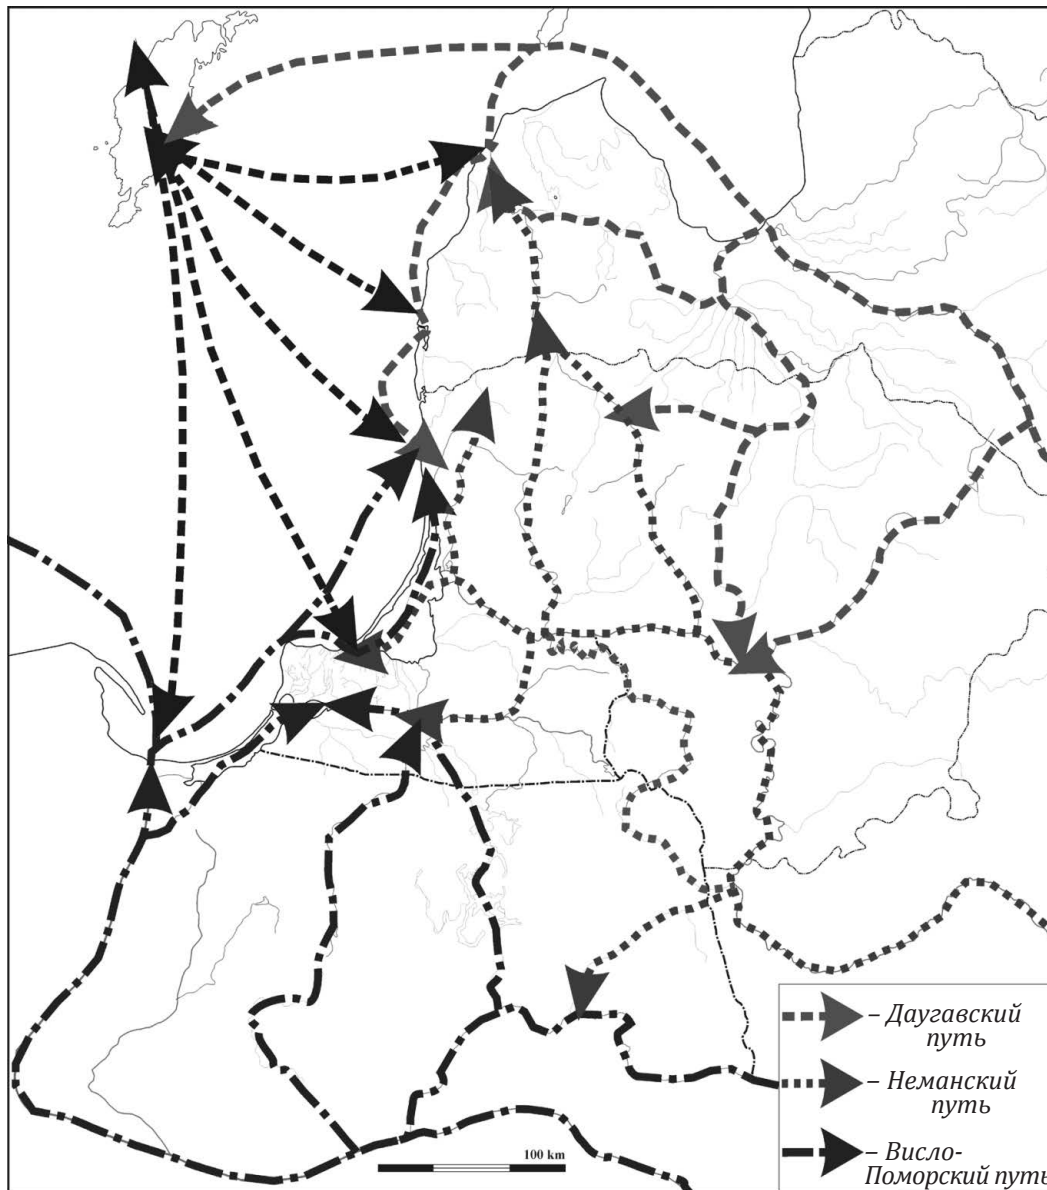 100 km
– Даугавский
путь
– Неманский
путь
– Висло-
Поморский путь